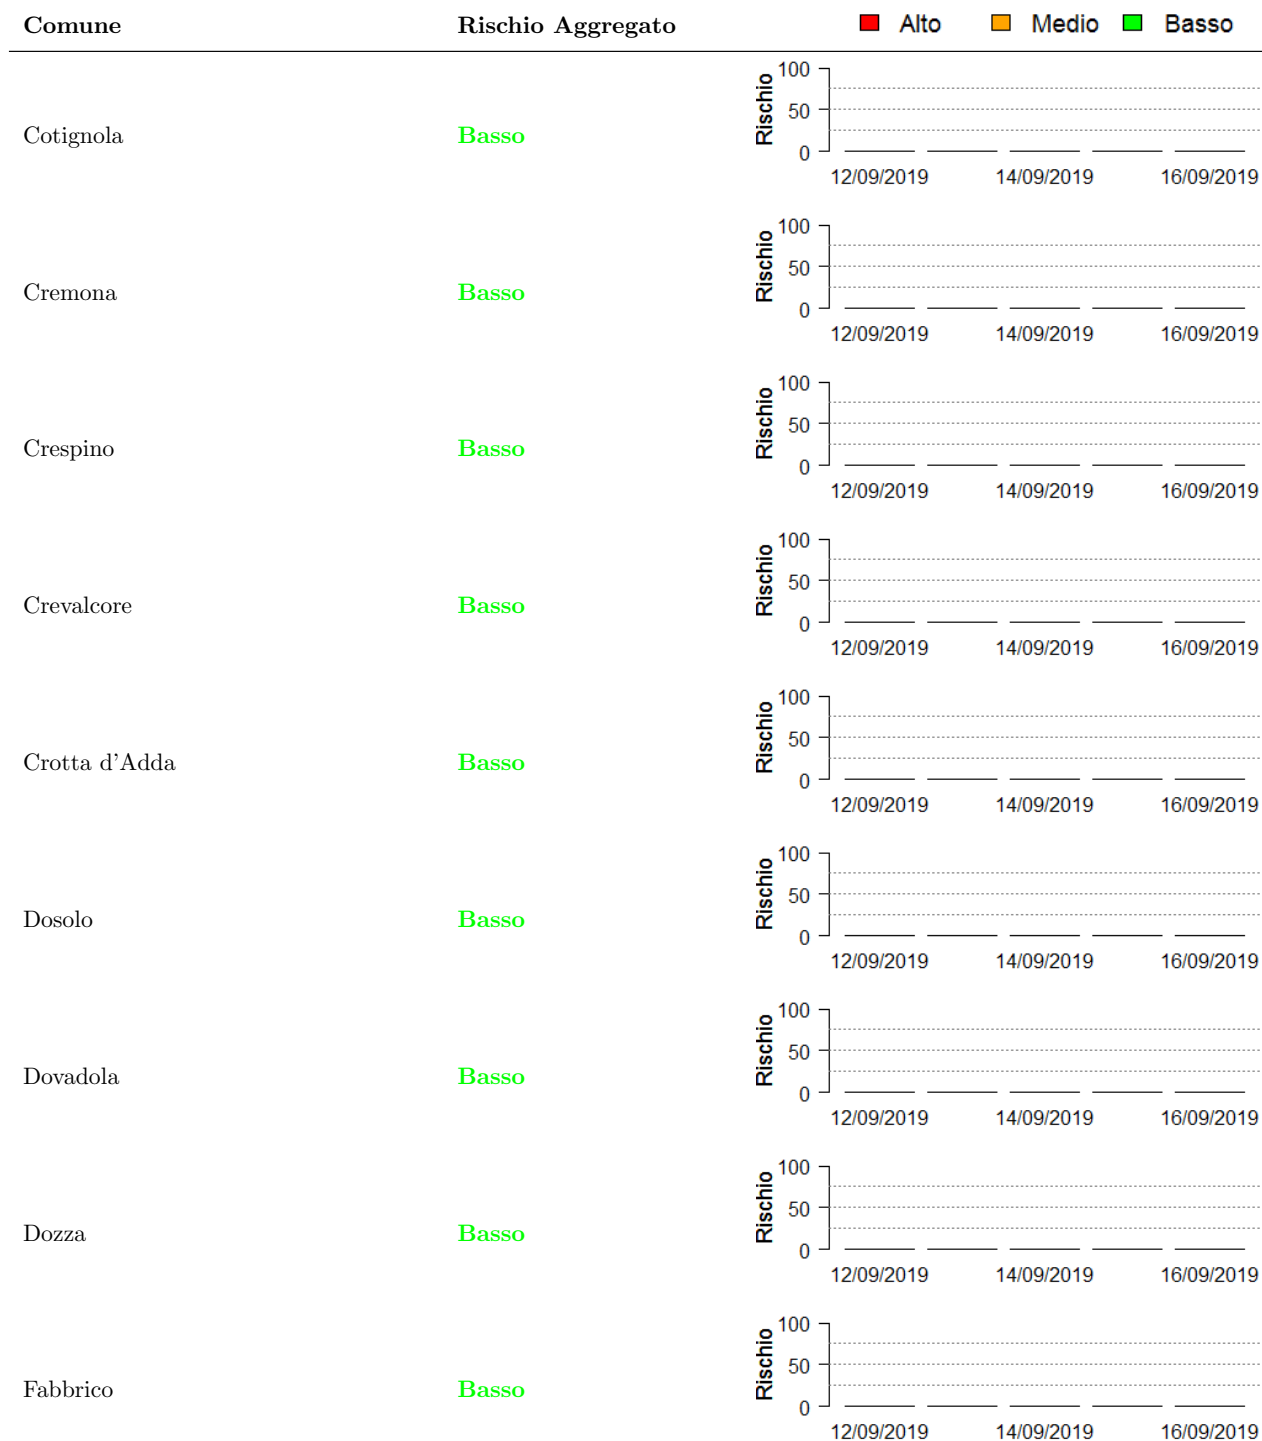 Comune Rischio Aggregato Alto Medio Basso
100
Rischio
50
Cotignola Basso
0
12/09/2019 14/09/2019 16/09/2019
100
Rischio
50
Cremona Basso
0
12/09/2019 14/09/2019 16/09/2019
100
Rischio
50
Crespino Basso
0
12/09/2019 14/09/2019 16/09/2019
100
Rischio
50
Crevalcore Basso
0
12/09/2019 14/09/2019 16/09/2019
100
Rischio
50
Crotta d'Adda Basso
0
12/09/2019 14/09/2019 16/09/2019
100
Rischio
50
Dosolo Basso
0
12/09/2019 14/09/2019 16/09/2019
100
Rischio
50
Dovadola Basso
0
12/09/2019 14/09/2019 16/09/2019
100
Rischio
50
Dozza Basso
0
12/09/2019 14/09/2019 16/09/2019
100
Rischio
50
Fabbrico Basso
0
12/09/2019 14/09/2019 16/09/2019